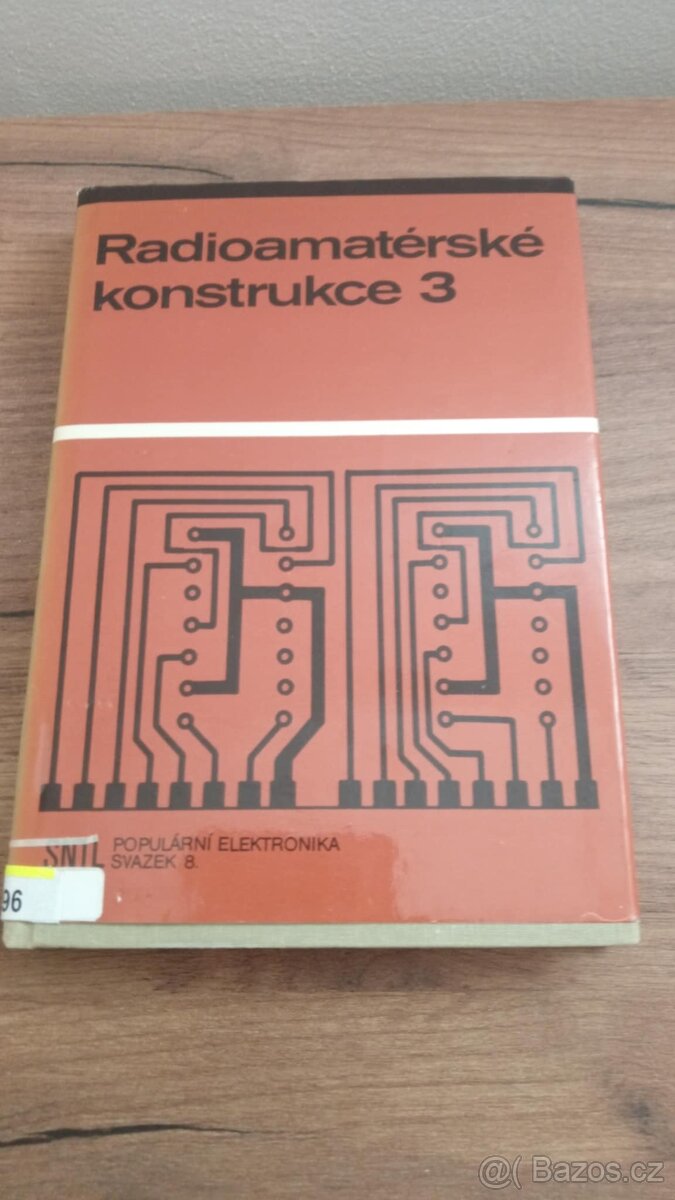 Radioamatérské
konstrukce 3
SNTL POPULÁRNÍ ELEKTRONIKA
SVAZEK 8.
96
@( Bazos.cz